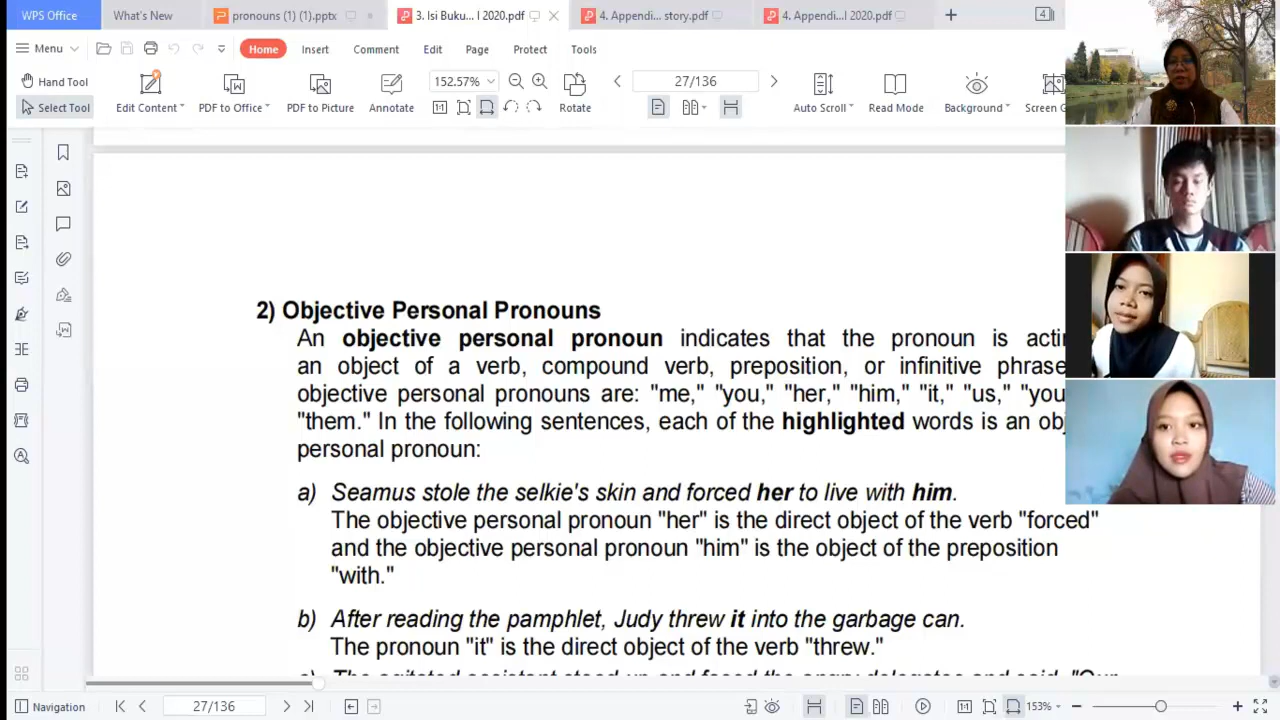 WPS Office
What's New
pronouns (1) (1).pptx
3. Isi Buku... l 2020.pdf
4. Appendi... story.pdf
4. Appendi...l 2020.pdf
4
Menu
Home
Insert
Comment
Edit
Page
Protect
Tools
Hand Tool
Select Tool
Edit Content
PDF to Office
PDF to Picture
Annotate
152.57%
Rotate
27/136
Auto Scroll
Read Mode
Background
Screen
2) Objective Personal Pronouns
An objective personal pronoun indicates that the pronoun is
an object of a verb, compound verb, preposition, or infinitive phrase
objective personal pronouns are: "me," "you," "her," "him," "it," "us," "you
"them." In the following sentences, each of the highlighted words is an
personal pronoun:
a) Seamus stole the selkie's skin and forced her to live with him.
The objective personal pronoun "her" is the direct object of the verb "forced"
and the objective personal pronoun "him" is the object of the preposition
"with."
b) After reading the pamphlet, Judy threw it into the garbage can.
The pronoun "it" is the direct object of the verb "threw."
Navigation
27/136
153%